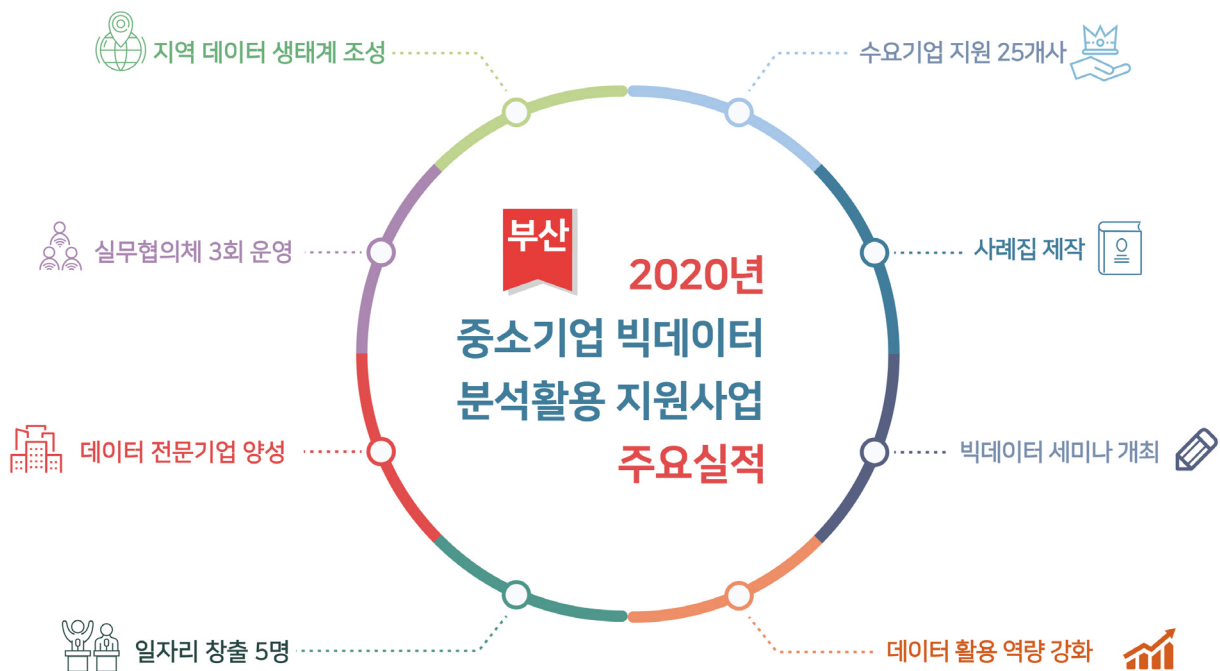 지역 데이터 생태계 조성
수요기업 지원 25개사
실무협의체 3회 운영
사례집 제작
부산
2020년
중소기업 빅데이터
분석활용 지원사업
주요실적
데이터 전문기업 양성
빅데이터 세미나 개최
일자리 창출 5명
데이터 활용 역량 강화